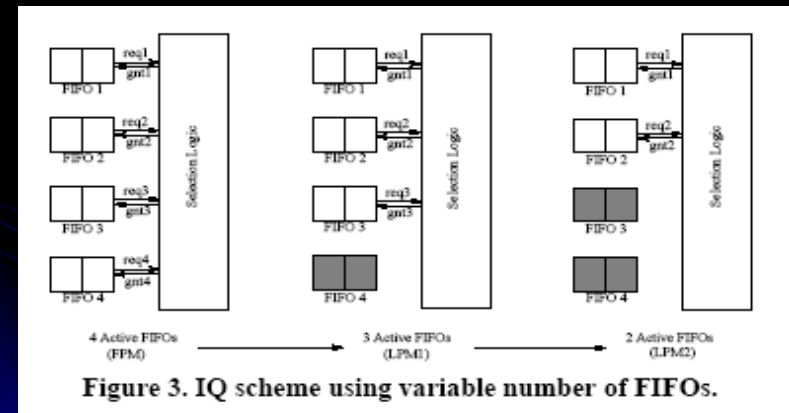 req1
gnt1
FIFO 1
req2
gnt2
FIFO 2
req3
gnt3
FIFO 3
req4
gnt4
FIFO 4
Selection Logic
4 Active FIFOs
(FPM)
req1
gnt1
FIFO 1
req2
gnt2
FIFO 2
req3
gnt3
FIFO 3
FIFO 4
Selection Logic
3 Active FIFOs
(LPM1)
req1
gnt1
FIFO 1
req2
gnt2
FIFO 2
FIFO 3
FIFO 4
Selection Logic
2 Active FIFOs
(LPM2)
Figure 3. IQ scheme using variable number of FIFOs.